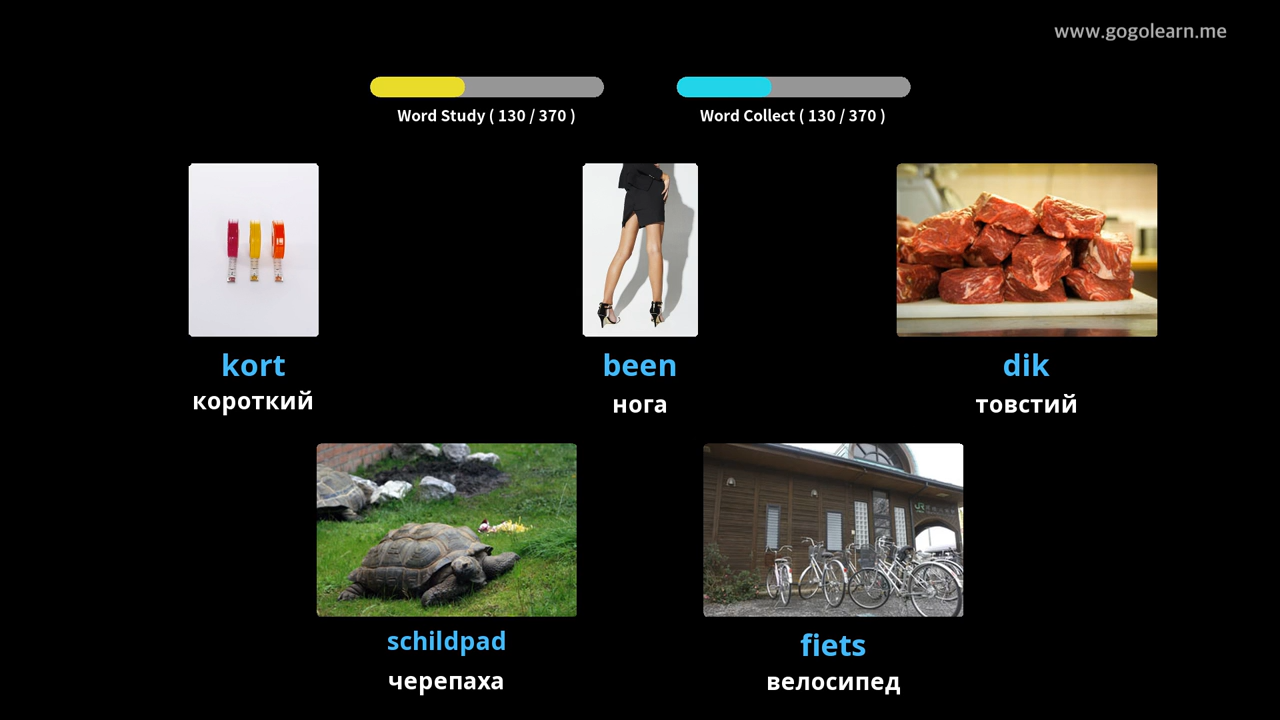 www.gogolearn.me
Word Study ( 130 / 370 )
Word Collect ( 130 / 370 )
kort
короткий
been
нога
dik
товстий
schildpad
черепаха
fiets
велосипед